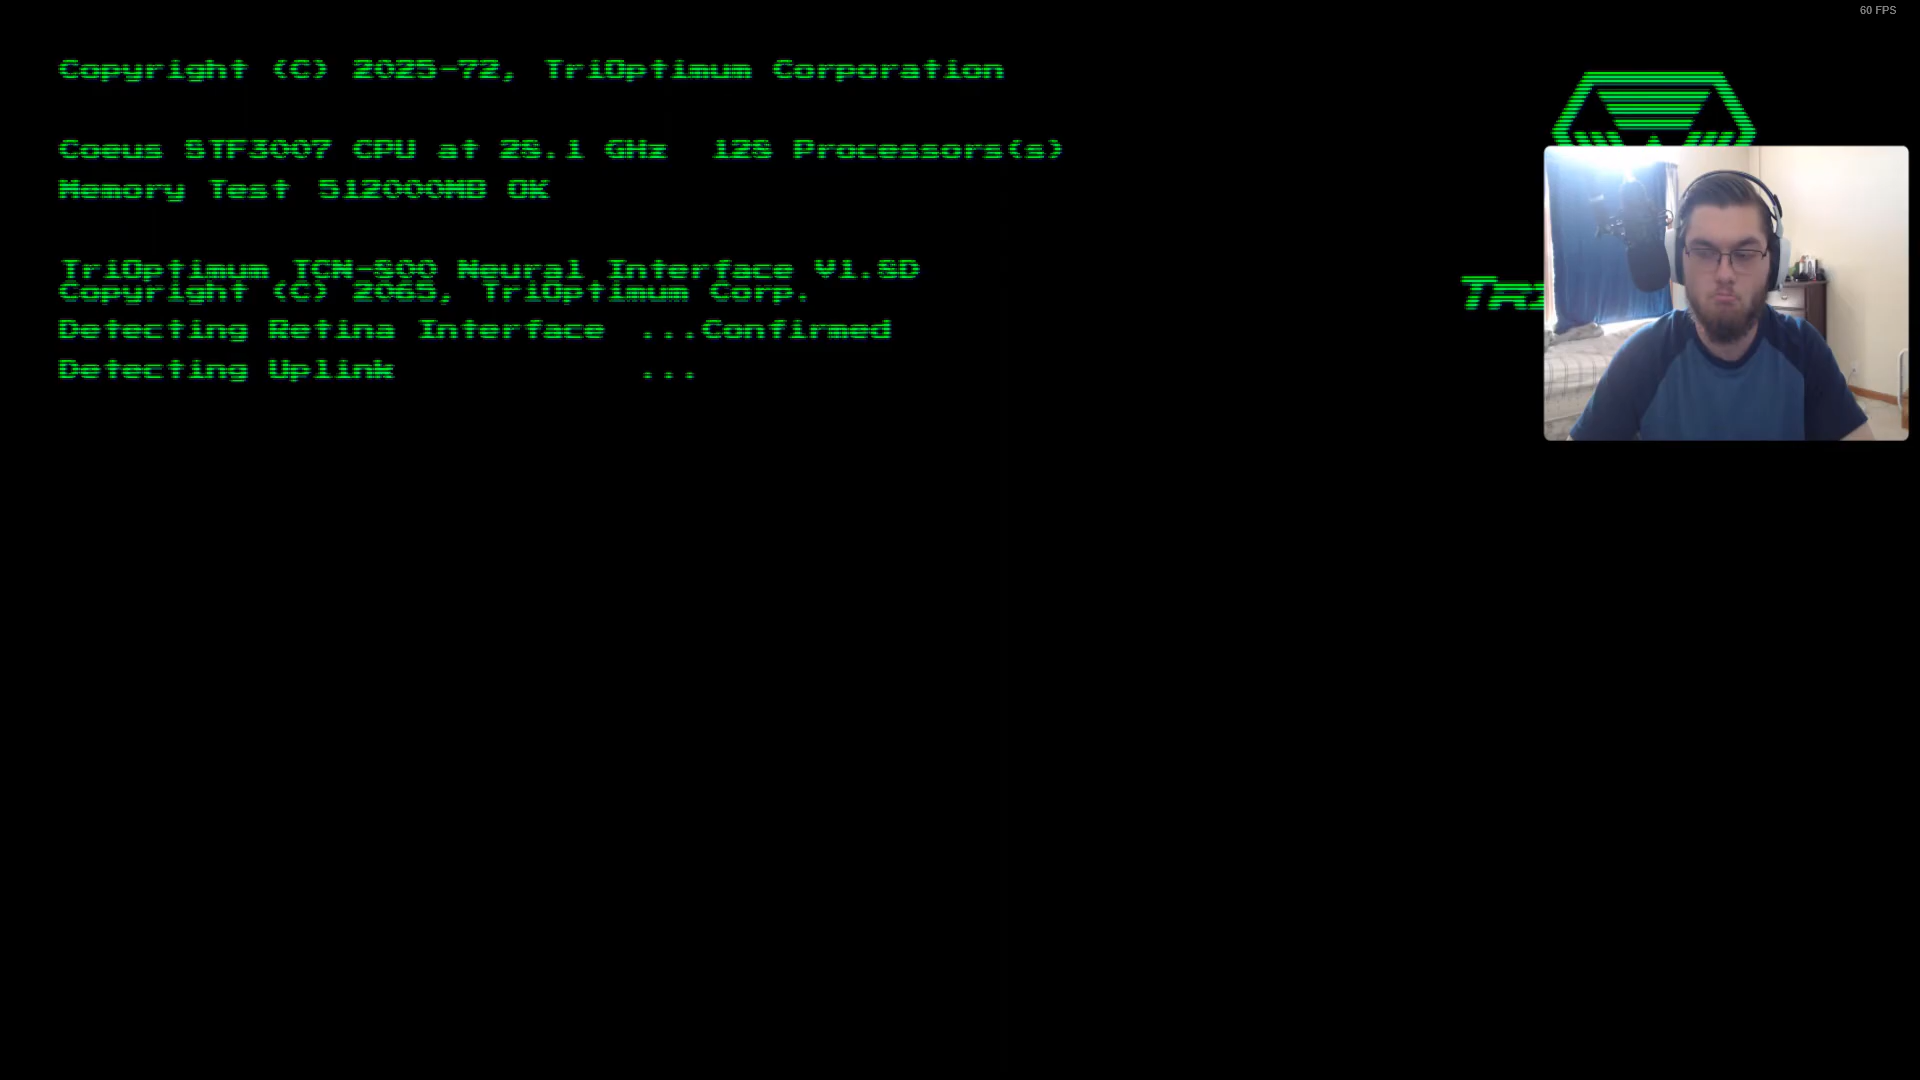 60 FPS
Copyright (C) 2025-72, TriOptimum Corporation
Coeus STF3007 CPU at 28.1 GHz 128 Processors(s)
Memory Test 512000MB OK
TriOptimum TCN-800 Neural Interface V1.8D
Copyright (C) 2065, TriOptimum Corp.
Detecting Retina Interface ...Confirmed
Detecting Uplink ...